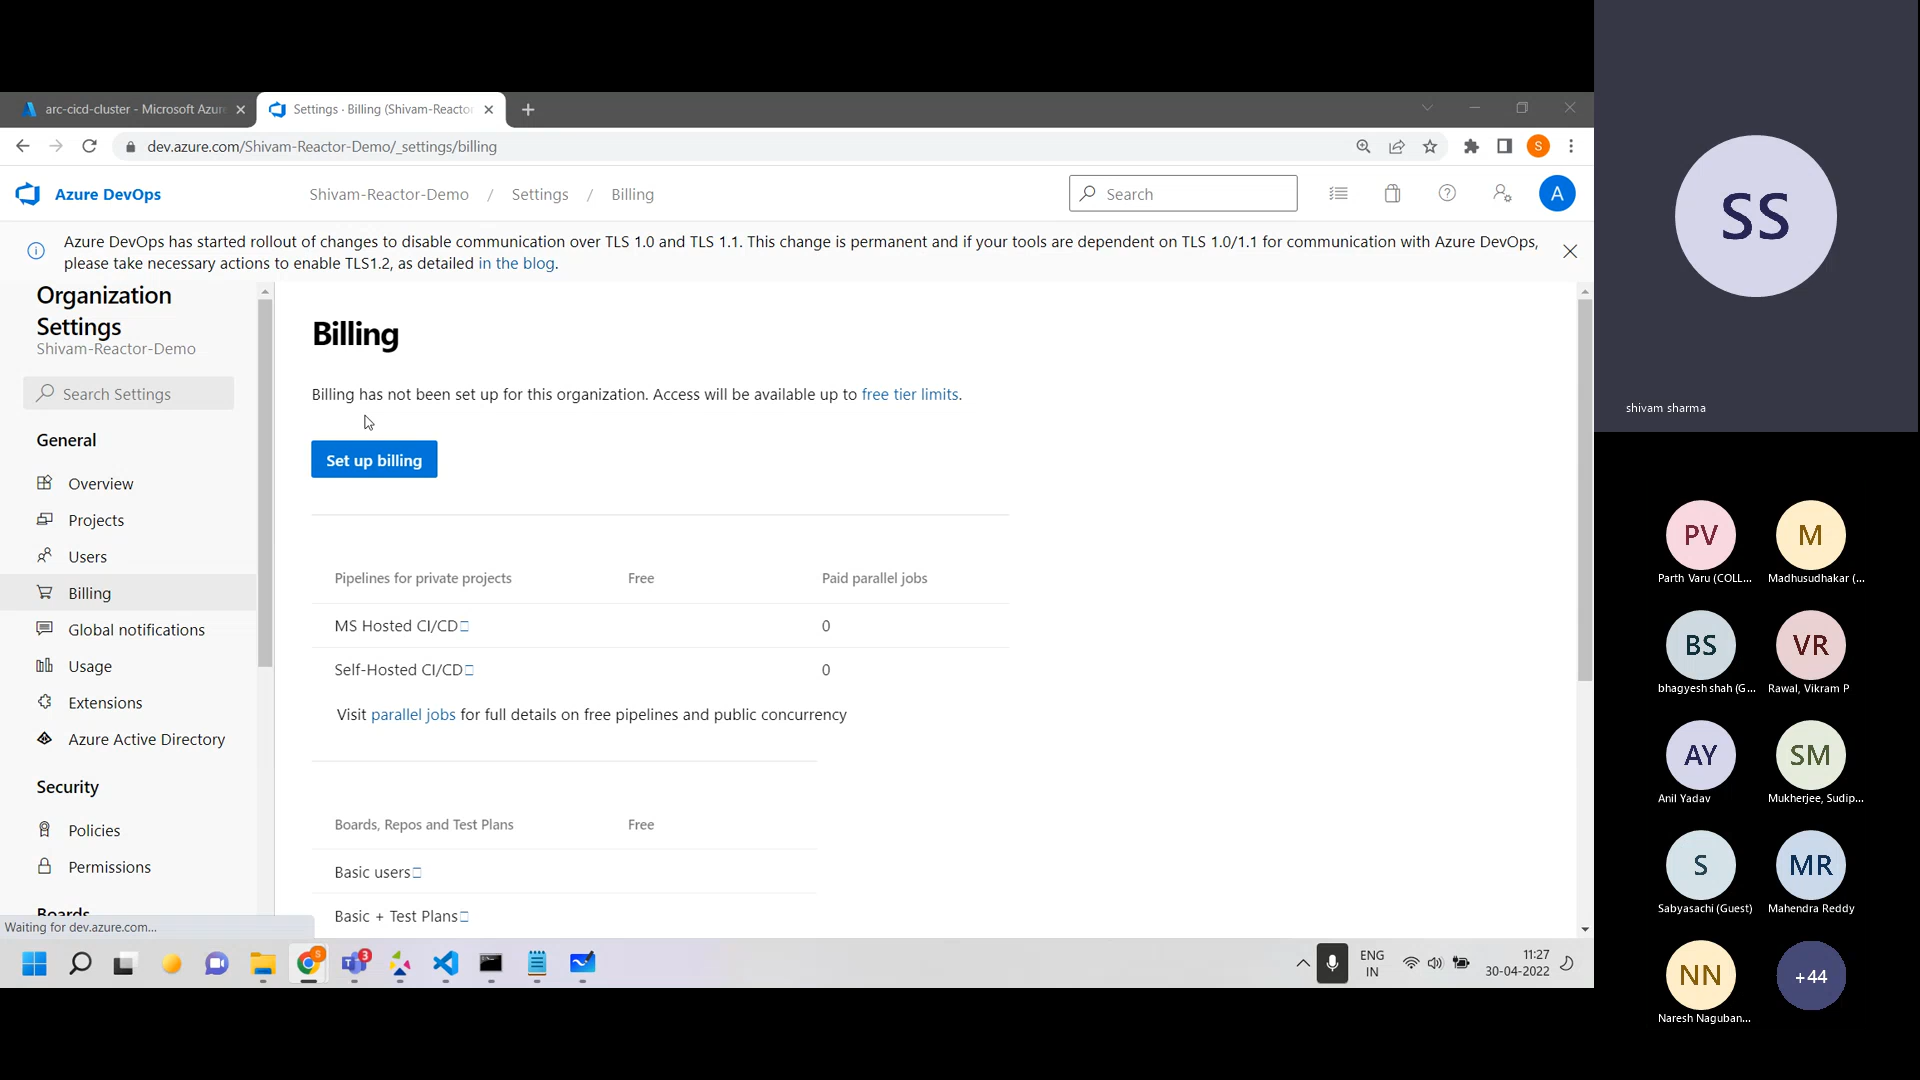 arc-cicd-cluster - Microsoft Azur
Settings · Billing (Shivam-Reactor
dev.azure.com/Shivam-Reactor-Demo/_settings/billing
S
Azure DevOps
Shivam-Reactor-Demo / Settings / Billing
Search
A
Azure DevOps has started rollout of changes to disable communication over TLS 1.0 and TLS 1.1. This change is permanent and if your tools are dependent on TLS 1.0/1.1 for communication with Azure DevOps,
please take necessary actions to enable TLS1.2, as detailed in the blog.
Organization
Settings
Shivam-Reactor-Demo
Search Settings
General
Overview
Projects
Users
Billing
Global notifications
Usage
Extensions
Azure Active Directory
Security
Policies
Permissions
Boards
Waiting for dev.azure.com...
Billing
Billing has not been set up for this organization. Access will be available up to free tier limits.
Set up billing
Pipelines for private projects Free Paid parallel jobs
MS Hosted CI/CD 0
Self-Hosted CI/CD 0
Visit parallel jobs for full details on free pipelines and public concurrency
Boards, Repos and Test Plans Free
Basic users
Basic + Test Plans
S
3
ENG
IN
11:27
30-04-2022
SS
shivam sharma
PV
Parth Varu (COLL...
M
Madhusudhakar (...
BS
bhagyesh shah (G...
VR
Rawal, Vikram P
AY
Anil Yadav
SM
Mukherjee, Sudip...
S
Sabyasachi (Guest)
MR
Mahendra Reddy
NN
Naresh Naguban...
+44